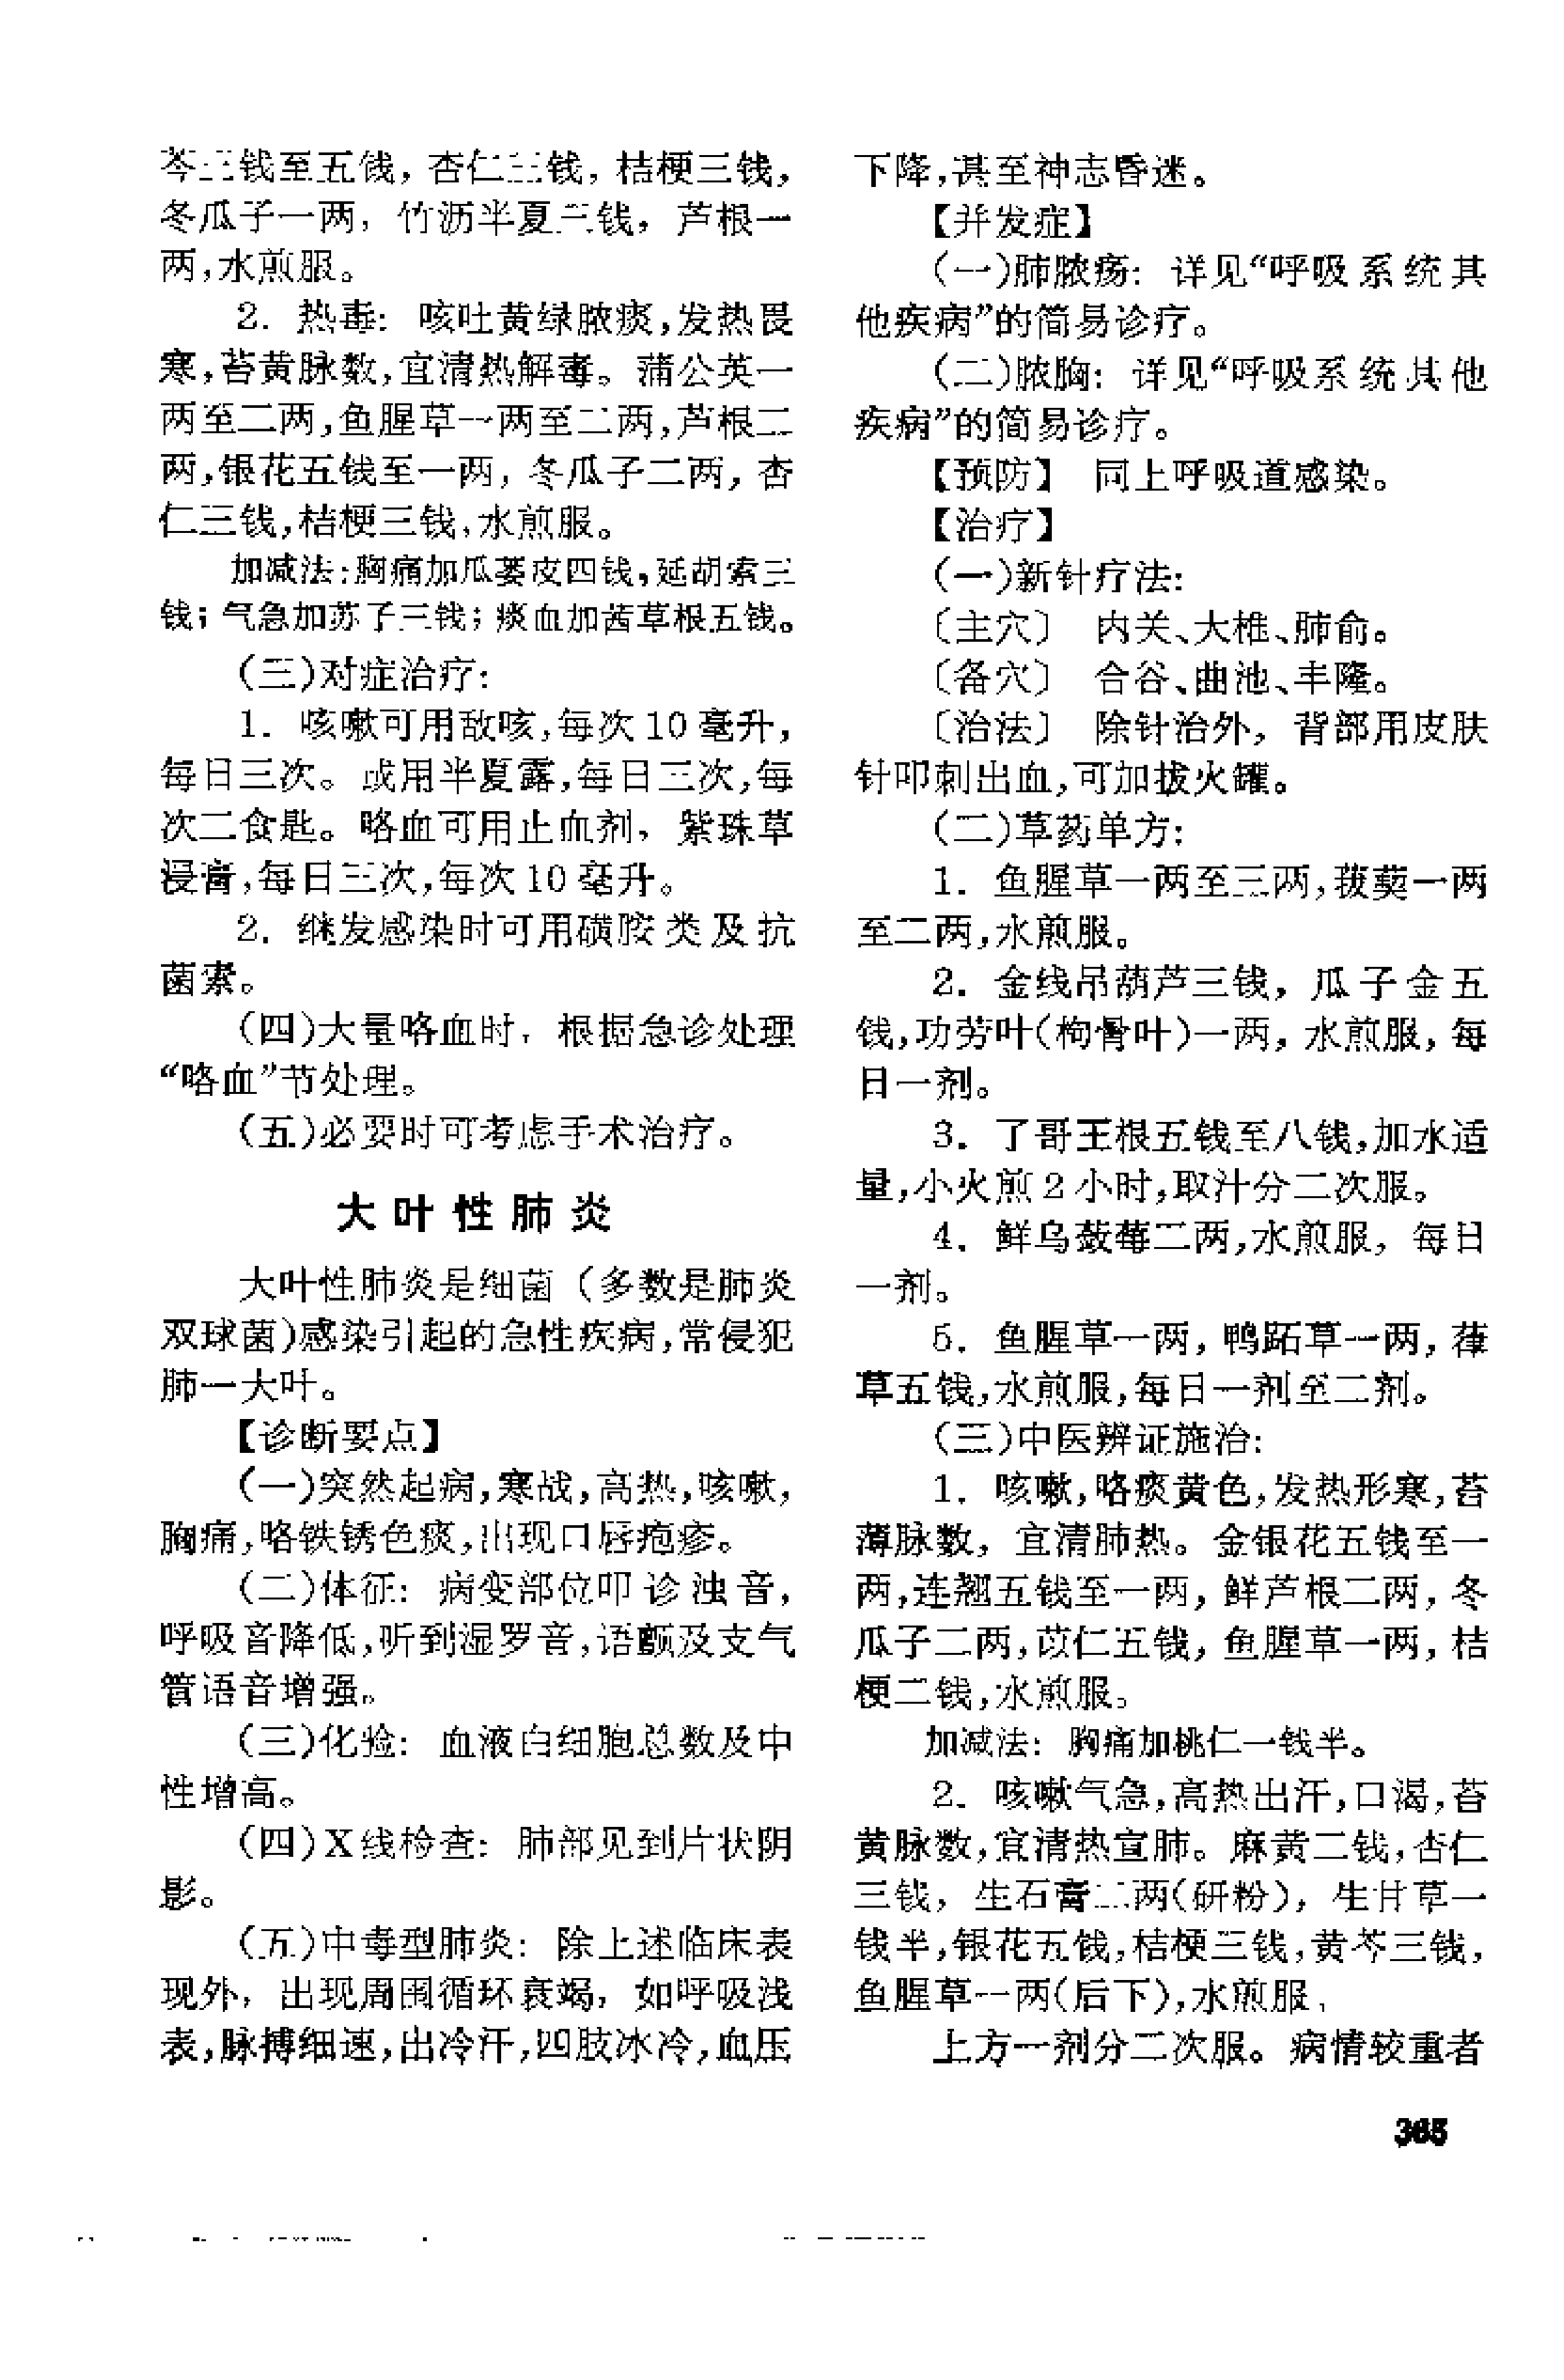 芩三钱至五钱，杏仁三钱，桔梗三钱，
冬瓜子一两，竹沥半夏三钱，芦根一
两，水煎服。
2. 热毒：咳吐黄绿脓痰，发热畏
寒，苔黄脉数，宜清热解毒。蒲公英一
两至二两，鱼腥草一两至二两，芦根二
两，银花五钱至一两，冬瓜子二两，杏
仁三钱，桔梗三钱，水煎服。
加减法：胸痛加瓜蒌皮四钱，延胡索三
钱；气急加苏子三钱；痰血加茜草根五钱。
（三）对症治疗：
1. 咳嗽可用敌咳，每次10毫升，
每日三次。或用半夏露，每日三次，每
次二食匙。咯血可用止血剂，紫珠草
浸膏，每日三次，每次10毫升。
2. 继发感染时可用磺胺类及抗
菌素。
（四）大量咯血时，根据急诊处理
“咯血”节处理。
（五）必要时可考虑手术治疗。
大叶性肺炎
大叶性肺炎是细菌（多数是肺炎
双球菌）感染引起的急性疾病，常侵犯
肺一大叶。
【诊断要点】
（一）突然起病，寒战，高热，咳嗽，
胸痛，咯铁锈色痰，出现口唇疱疹。
（二）体征：病变部位叩诊浊音，
呼吸音降低，听到湿罗音，语颤及支气
管语音增强。
（三）化验：血液白细胞总数及中
性增高。
（四）X线检查：肺部见到片状阴
影。
（五）中毒型肺炎：除上述临床表
现外，出现周围循环衰竭，如呼吸浅
表，脉搏细速，出冷汗，四肢冰冷，血压
下降，甚至神志昏迷。
【并发症】
（一）肺脓疡：详见“呼吸系统其
他疾病”的简易诊疗。
（二）脓胸：详见“呼吸系统其他
疾病”的简易诊疗。
【预防】 同上呼吸道感染。
【治疗】
（一）新针疗法：
〔主穴〕 内关、大椎、肺俞。
〔备穴〕 合谷、曲池、丰隆。
〔治法〕 除针治外，背部用皮肤
针叩刺出血，可加拔火罐。
（二）草药单方：
1. 鱼腥草一两至三两，菝葜一两
至二两，水煎服。
2. 金线吊葫芦三钱，瓜子金五
钱，功劳叶（枸骨叶）一两，水煎服，每
日一剂。
3. 了哥王根五钱至八钱，加水适
量，小火煎2小时，取汁分二次服。
4. 鲜乌蔹莓二两，水煎服，每日
一剂。
5. 鱼腥草一两，鸭跖草一两，葎
草五钱，水煎服，每日一剂至二剂。
（三）中医辨证施治：
1. 咳嗽，咯痰黄色，发热形寒，苔
薄脉数，宜清肺热。金银花五钱至一
两，连翘五钱至一两，鲜芦根二两，冬
瓜子二两，苡仁五钱，鱼腥草一两，桔
梗二钱，水煎服。
加减法：胸痛加桃仁一钱半。
2. 咳嗽气急，高热出汗，口渴，苔
黄脉数，宜清热宣肺。麻黄二钱，杏仁
三钱，生石膏二两（研粉），生甘草一
钱半，银花五钱，桔梗三钱，黄芩三钱，
鱼腥草一两（后下），水煎服。
上方一剂分二次服。病情较重者
365